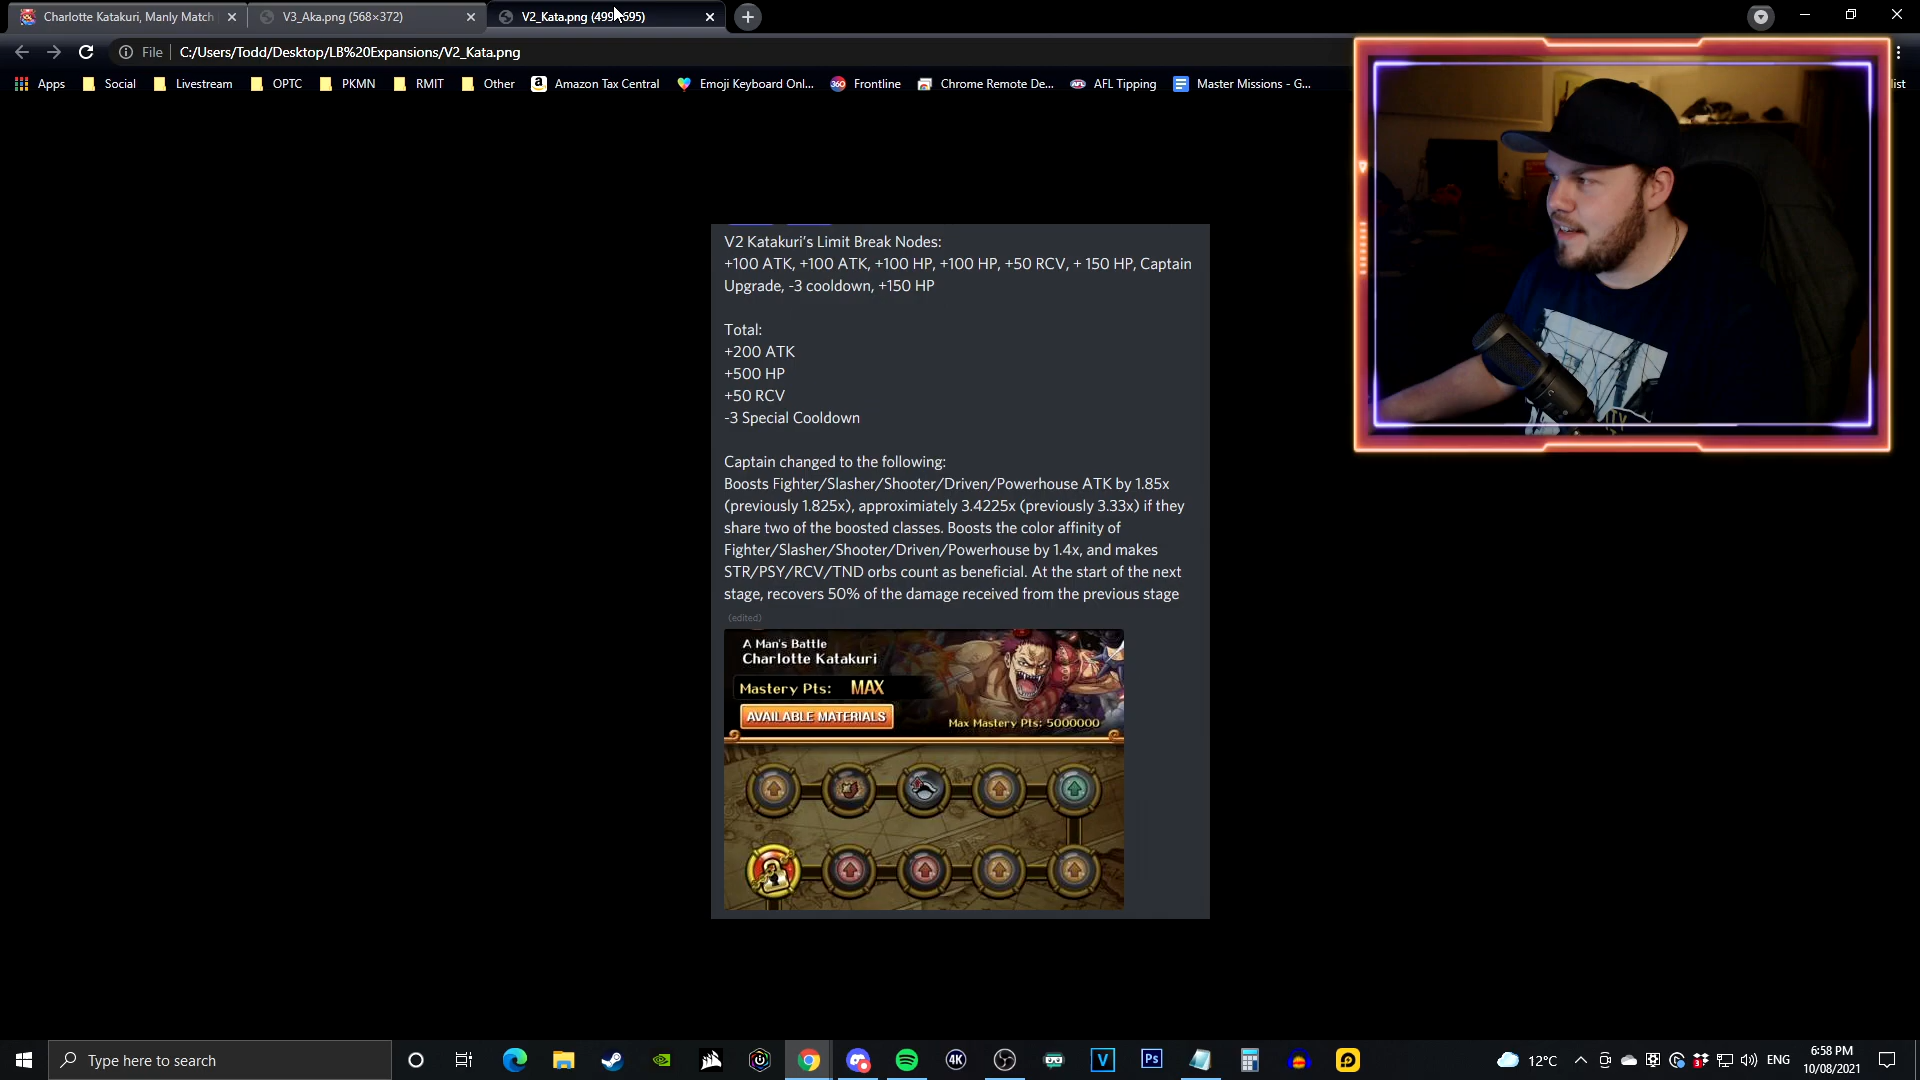 Charlotte Katakuri, Manly Match
V3_Aka.png (568×372)
V2_Kata.png (499 695)
File
C:/Users/Todd/Desktop/LB%20Expansions/V2_Kata.png
Apps
Social
Livestream
OPTC
PKMN
RMIT
Other
Amazon Tax Central
Emoji Keyboard Onl...
Frontline
Chrome Remote De...
AFL Tipping
Master Missions - G...
list
V2 Katakuri's Limit Break Nodes:
+100 ATK, +100 ATK, +100 HP, +100 HP, +50 RCV, + 150 HP, Captain
Upgrade, -3 cooldown, +150 HP
Total:
+200 ATK
+500 HP
+50 RCV
-3 Special Cooldown
Captain changed to the following:
Boosts Fighter/Slasher/Shooter/Driven/Powerhouse ATK by 1.85x
(previously 1.825x), approximiately 3.4225x (previously 3.33x) if they
share two of the boosted classes. Boosts the color affinity of
Fighter/Slasher/Shooter/Driven/Powerhouse by 1.4x, and makes
STR/PSY/RCV/TND orbs count as beneficial. At the start of the next
stage, recovers 50% of the damage received from the previous stage
(edited)
A Man's Battle
Charlotte Katakuri
Mastery Pts: MAX
AVAILABLE MATERIALS
Max Mastery Pts: 5000000
Type here to search
4K
V
Ps
12°C
ENG
6:58 PM
10/08/2021